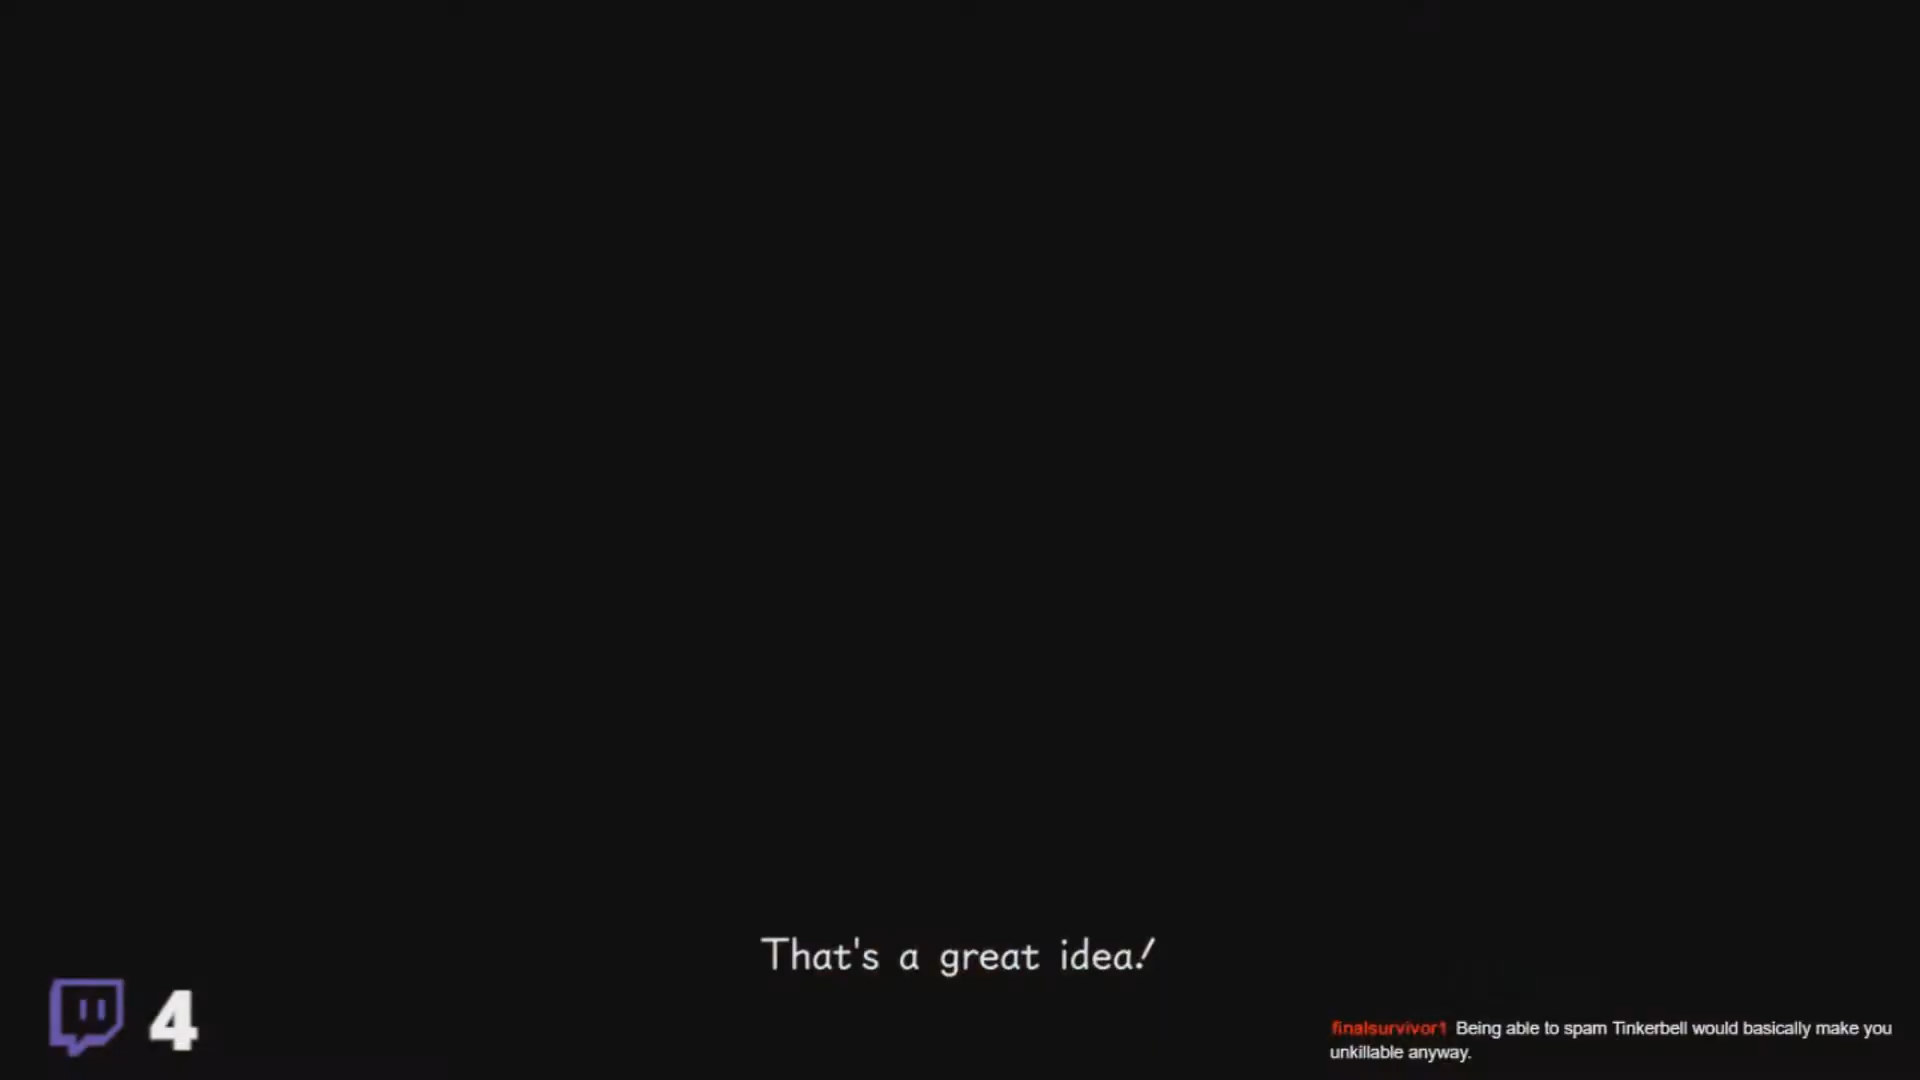 That's a great idea!
4
finalsurvivor1 Being able to spam Tinkerbell would basically make you
unkillable anyway.